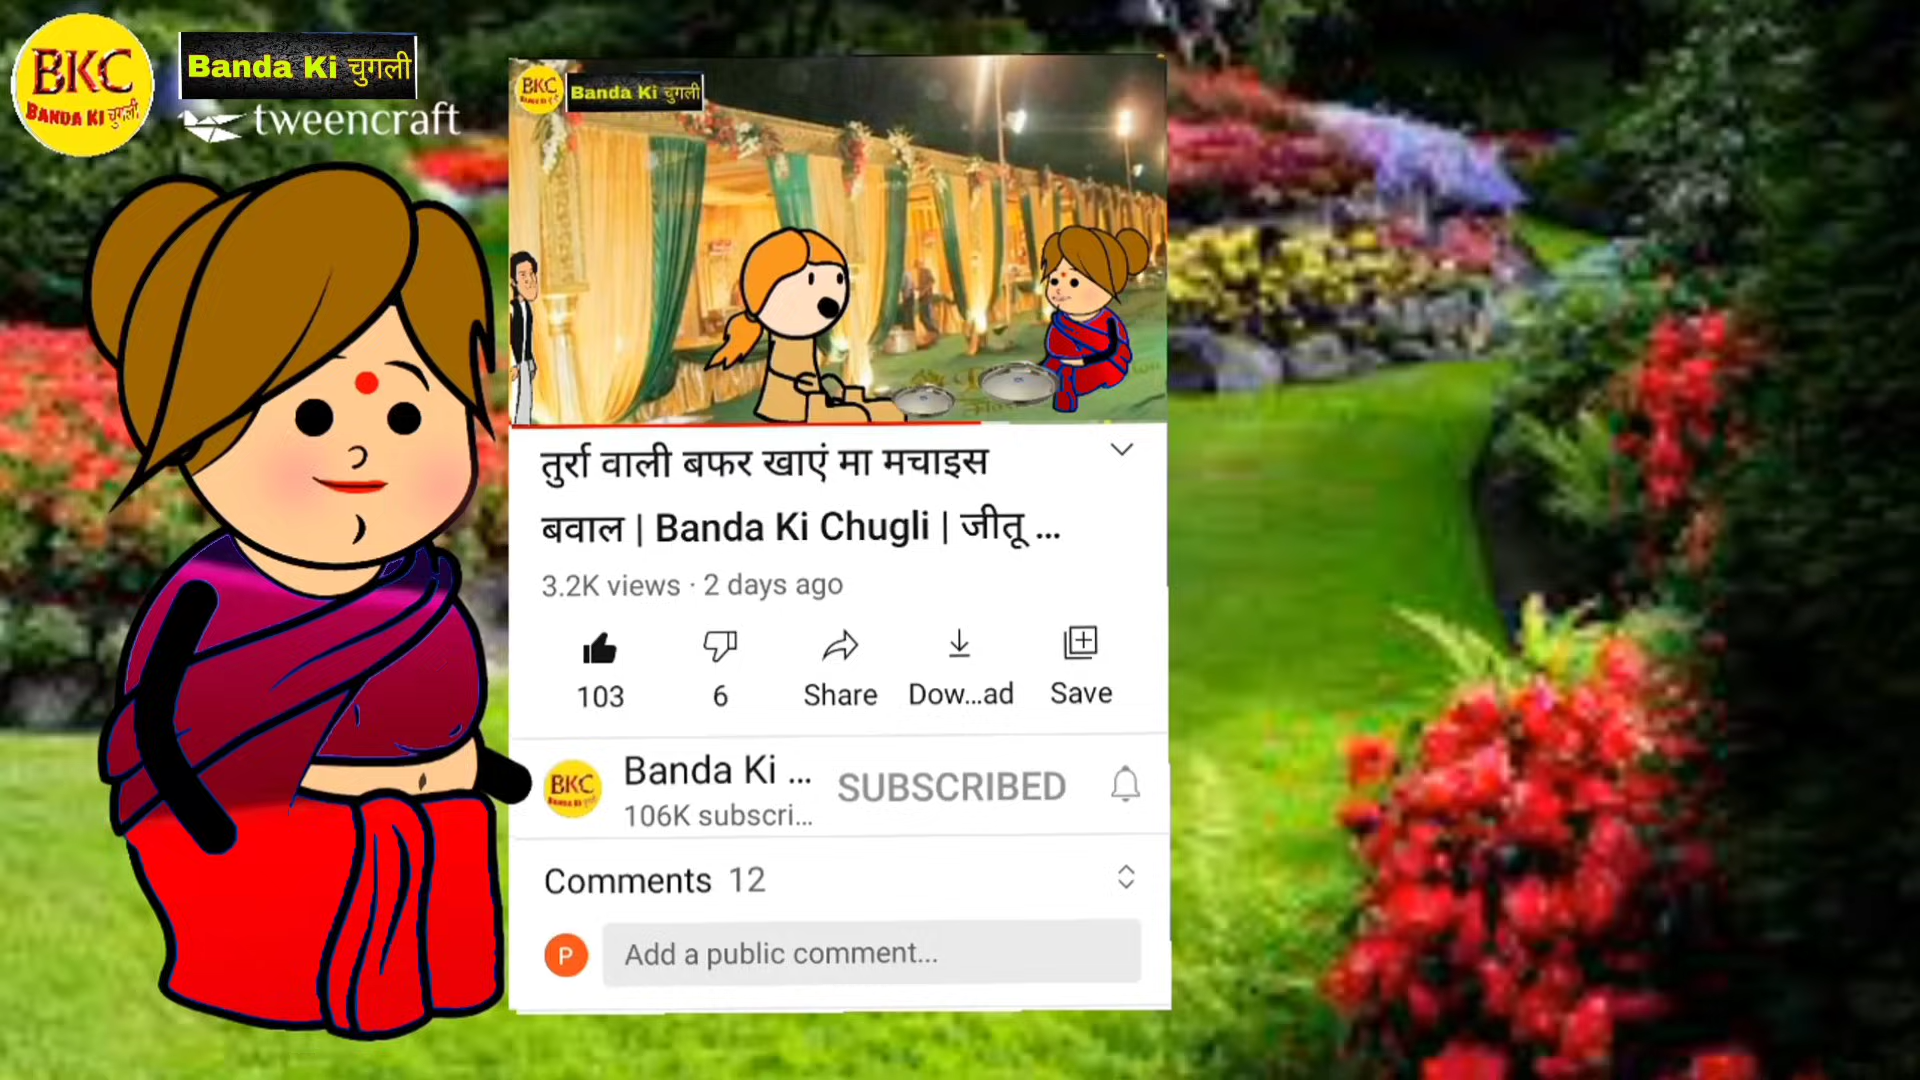 BKC
BANDA KI चुगली
Banda Ki चुगली
tweencraft
BKC
Banda Ki चुगली
तुर्रा वाली बफर खाएं मा मचाइस
बवाल | Banda Ki Chugli | जीतू ...
3.2K views · 2 days ago
103
6
Share
Dow...ad
Save
BKC
Banda Ki ...
SUBSCRIBED
106K subscri...
Comments 12
P
Add a public comment...